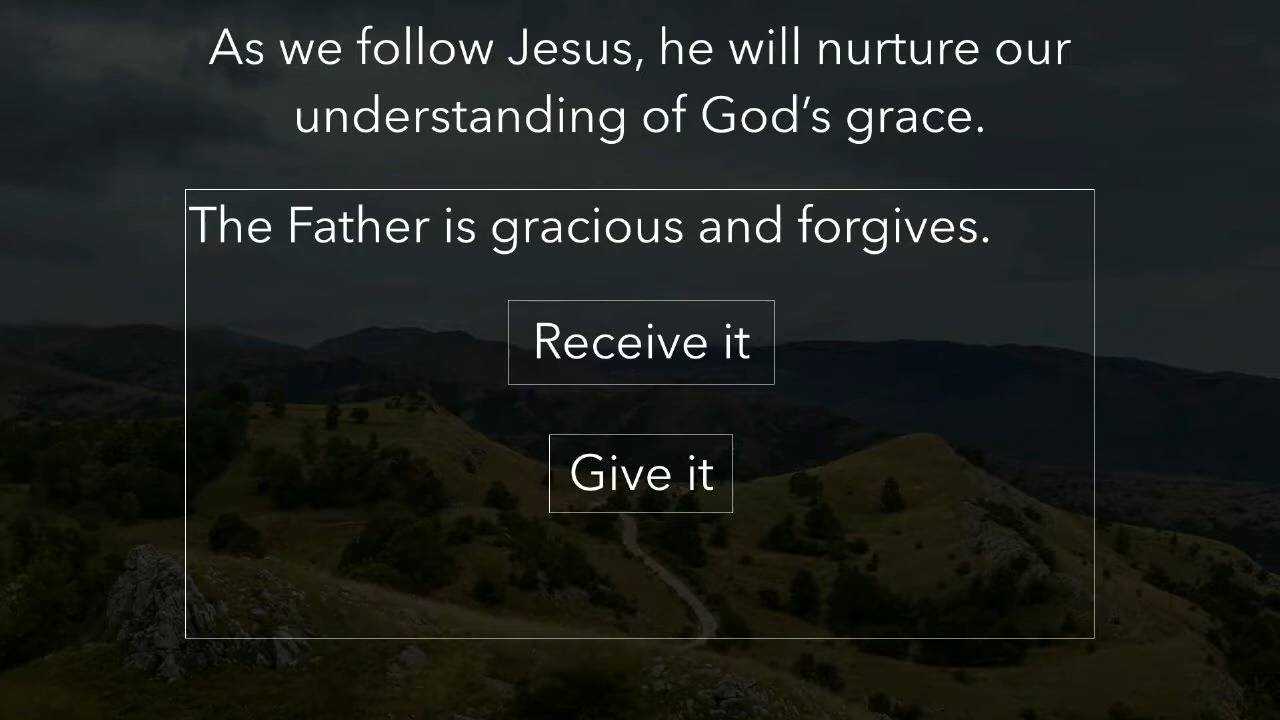 As we follow Jesus, he will nurture our
understanding of God’s grace.
The Father is gracious and forgives.
Receive it
Give it